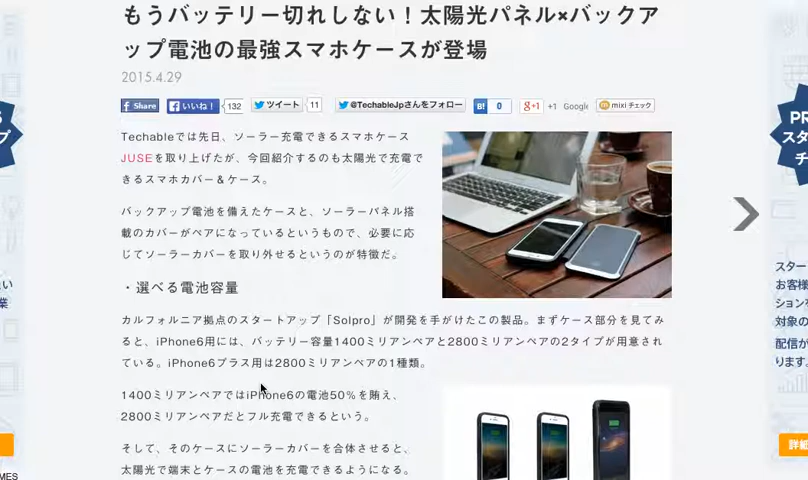 もうバッテリー切れしない！太陽光パネル×バックア
ップ電池の最強スマホケースが登場
2015.4.29
Share いいね！ 132 ツイート 11 @TechableJpさんをフォロー B! 0 g+1 +1 Google mixi チェック
Techableでは先日、ソーラー充電できるスマホケース
JUSEを取り上げたが、今回紹介するのも太陽光で充電で
きるスマホカバー＆ケース。
バックアップ電池を備えたケースと、ソーラーパネル搭
載のカバーがペアになっているというもので、必要に応
じてソーラーカバーを取り外せるというのが特徴だ。
・選べる電池容量
カルフォルニア拠点のスタートアップ「Solpro」が開発を手がけたこの製品。まずケース部分を見てみ
ると、iPhone6用には、バッテリー容量1400ミリアンペアと2800ミリアンペアの2タイプが用意され
ている。iPhone6プラス用は2800ミリアンペアの1種類。
1400ミリアンペアではiPhone6の電池50％を賄え、
2800ミリアンペアだとフル充電できるという。
そして、そのケースにソーラーカバーを合体させると、
太陽光で端末とケースの電池を充電できるようになる。
PR
スタ
チ
スター
お客様
ションを
対象の
配信が
ります。
詳細
い
業
プ
MES